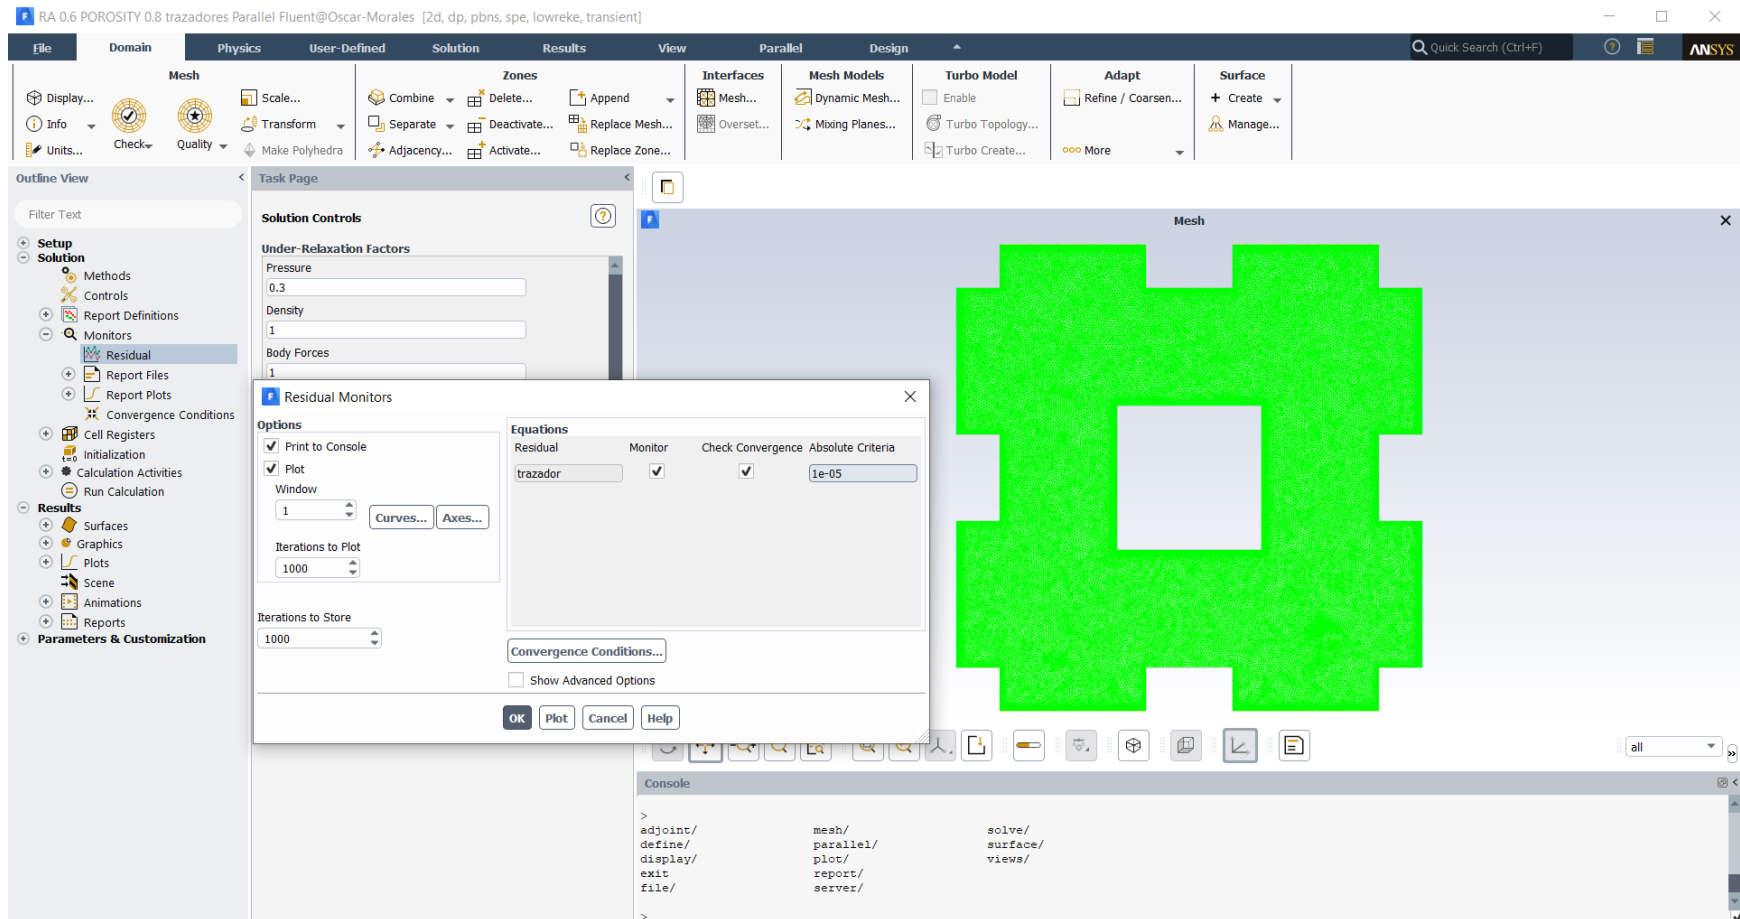 RA 0.6 POROSITY 0.8 trazadores Parallel Fluent@Oscar-Morales [2d, dp, pbns, spe, lowreke, transient]
File Domain Physics User-Defined Solution Results View Parallel Design Quick Search (Ctrl+F) ANSYS
Mesh
Display...
Info
Units...
Check
Quality
Scale...
Transform
Make Polyhedra
Zones
Combine Delete... Append
Separate Deactivate... Replace Mesh...
Adjacency... Activate... Replace Zone...
Interfaces
Mesh...
Overset...
Mesh Models
Dynamic Mesh...
Mixing Planes...
Turbo Model
Enable
Turbo Topology...
Turbo Create...
Adapt
Refine / Coarsen...
More
Surface
Create
Manage...
Outline View
Filter Text
Setup
Solution
Methods
Controls
Report Definitions
Monitors
Residual
Report Files
Report Plots
Convergence Conditions
Cell Registers
t=0 Initialization
Calculation Activities
Run Calculation
Results
Surfaces
Graphics
Plots
Scene
Animations
Reports
Parameters & Customization
Task Page
Solution Controls
Under-Relaxation Factors
Pressure
0.3
Density
1
Body Forces
1
Residual Monitors
Options
Print to Console
Plot
Window
1
Curves... Axes...
Iterations to Plot
1000
Iterations to Store
1000
Equations
Residual Monitor Check Convergence Absolute Criteria
trazador 1e-05
Convergence Conditions...
Show Advanced Options
OK Plot Cancel Help
Mesh
all
Console
>
adjoint/ mesh/ solve/
define/ parallel/ surface/
display/ plot/ views/
exit report/
file/ server/
>